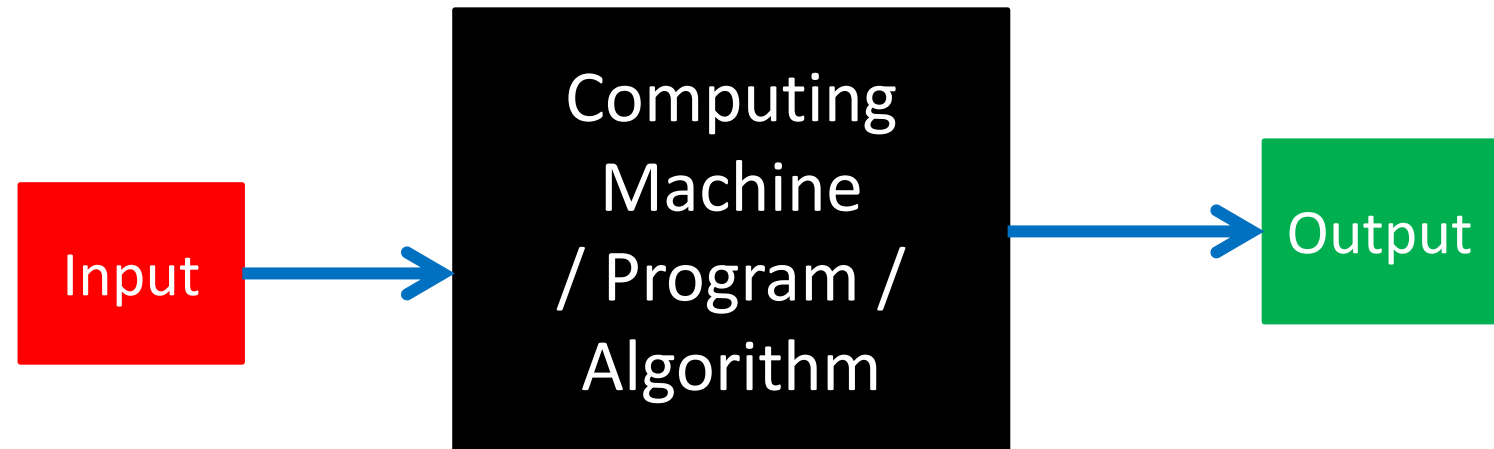 Input
Computing
Machine
/ Program /
Algorithm
Output